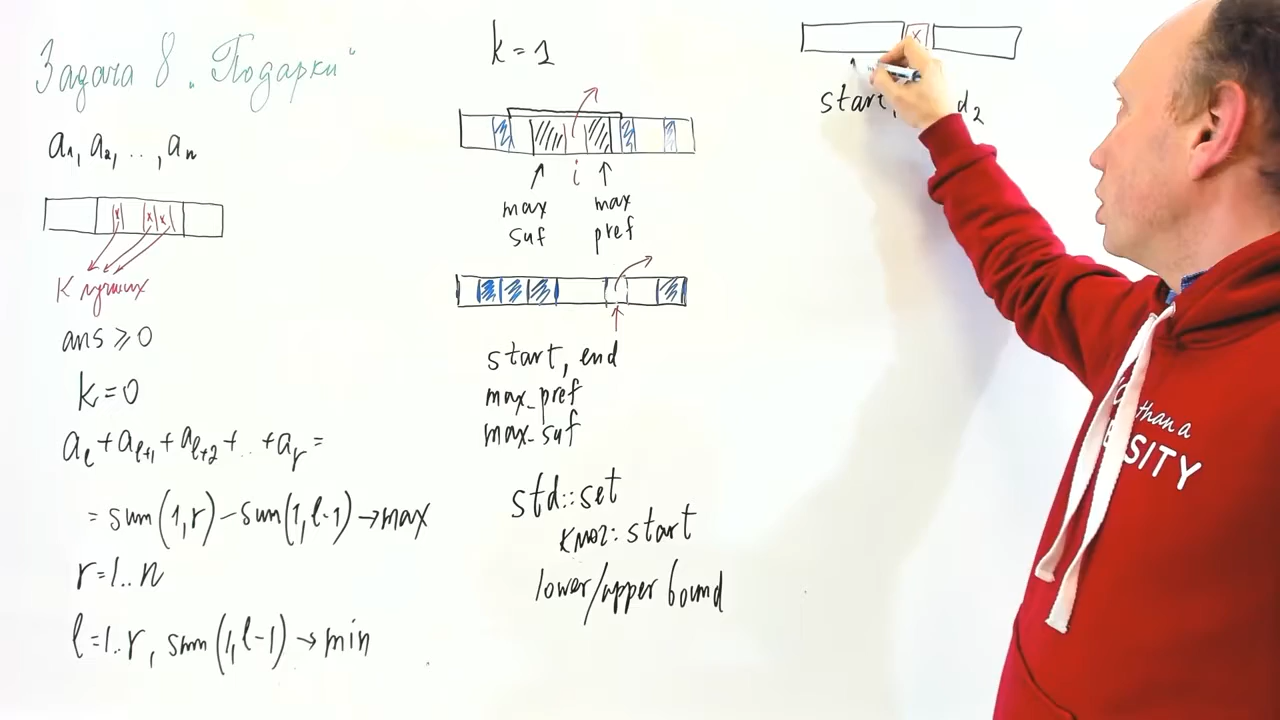 Задача 8 „Подарки“
a₁, a₂, .., aₙ
x x x
К лучших
ans ⩾ 0
k = 0
aₗ + aₗ₊₁ + aₗ₊₂ + .. + aᵣ =
= sum(1, r) - sum(1, l-1) → max
r = 1..n
l = 1..r, sum(1, l-1) → min
k = 1
i
max max
suf pref
start, end
max_pref
max_suf
std::set
ключ: start
lower/upper bound
x
start, d₂
than a
SITY